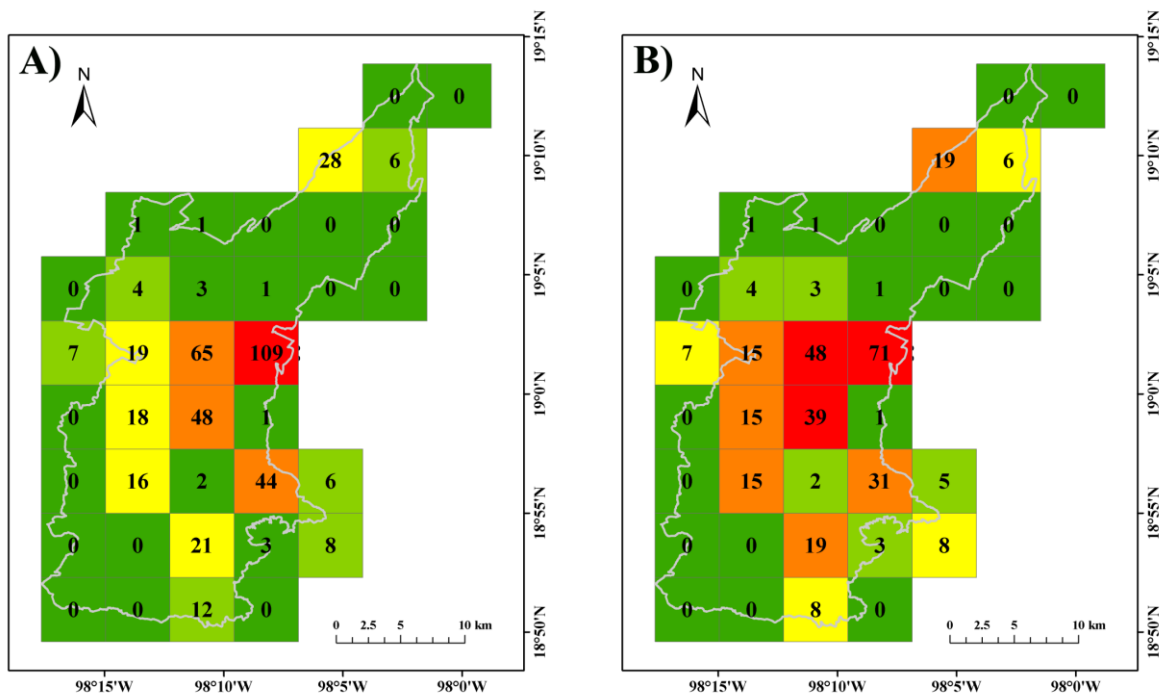 A)
N
0 0
28 6
1 1 0 0 0
0 4 3 1 0 0
7 19 65 109
0 18 48 1
0 16 2 44 6
0 0 21 3 8
0 0 12 0
0 2.5 5 10 km
98°15'W 98°10'W 98°5'W 98°0'W
19°15'N
19°10'N
19°5'N
19°0'N
18°55'N
18°50'N
B)
N
0 0
19 6
1 1 0 0 0
0 4 3 1 0 0
7 15 48 71
0 15 39 1
0 15 2 31 5
0 0 19 3 8
0 0 8 0
0 2.5 5 10 km
98°15'W 98°10'W 98°5'W 98°0'W
19°15'N
19°10'N
19°5'N
19°0'N
18°55'N
18°50'N